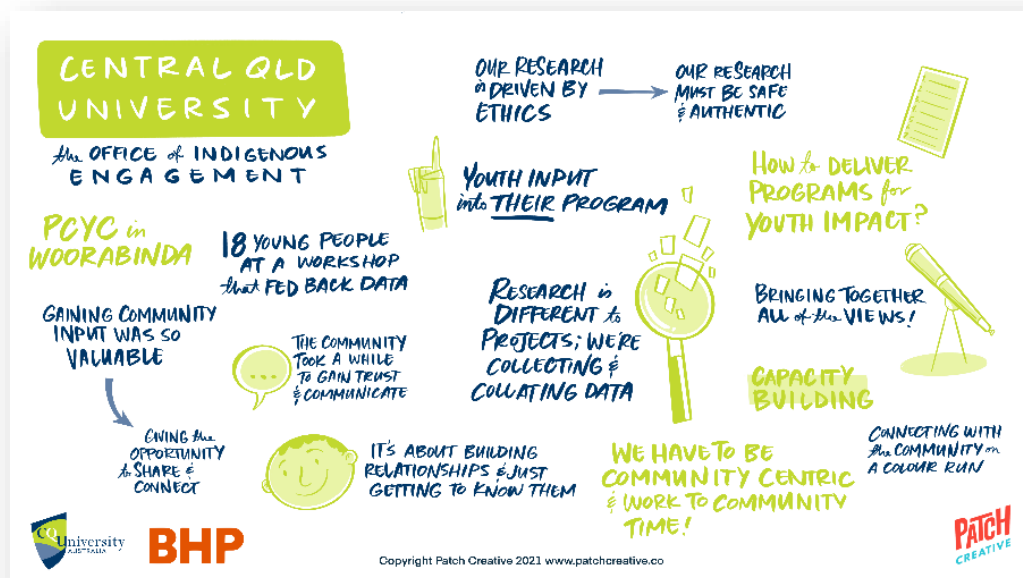 CENTRAL QLD
UNIVERSITY
the OFFICE of INDIGENOUS
ENGAGEMENT
PCYC in
WOORABINDA
18 YOUNG PEOPLE
AT A WORKSHOP
that FED BACK DATA
GAINING COMMUNITY
INPUT WAS SO
VALUABLE
GIVING the
OPPORTUNITY
to SHARE &
CONNECT
THE COMMUNITY
TOOK A WHILE
TO GAIN TRUST
& COMMUNICATE
IT'S ABOUT BUILDING
RELATIONSHIPS & JUST
GETTING TO KNOW THEM
OUR RESEARCH
is DRIVEN BY
ETHICS
OUR RESEARCH
MUST BE SAFE
& AUTHENTIC
YOUTH INPUT
into THEIR PROGRAM
RESEARCH is
DIFFERENT to
PROJECTS; WE'RE
COLLECTING &
COLLATING DATA
WE HAVE TO BE
COMMUNITY CENTRIC
& WORK TO COMMUNITY
TIME!
HOW to DELIVER
PROGRAMS for
YOUTH IMPACT?
BRINGING TOGETHER
ALL of the VIEWS!
CAPACITY
BUILDING
CONNECTING WITH
the COMMUNITY on
A COLOUR RUN
CQUniversity
AUSTRALIA
BHP
Copyright Patch Creative 2021 www.patchcreative.co
PATCH
CREATIVE